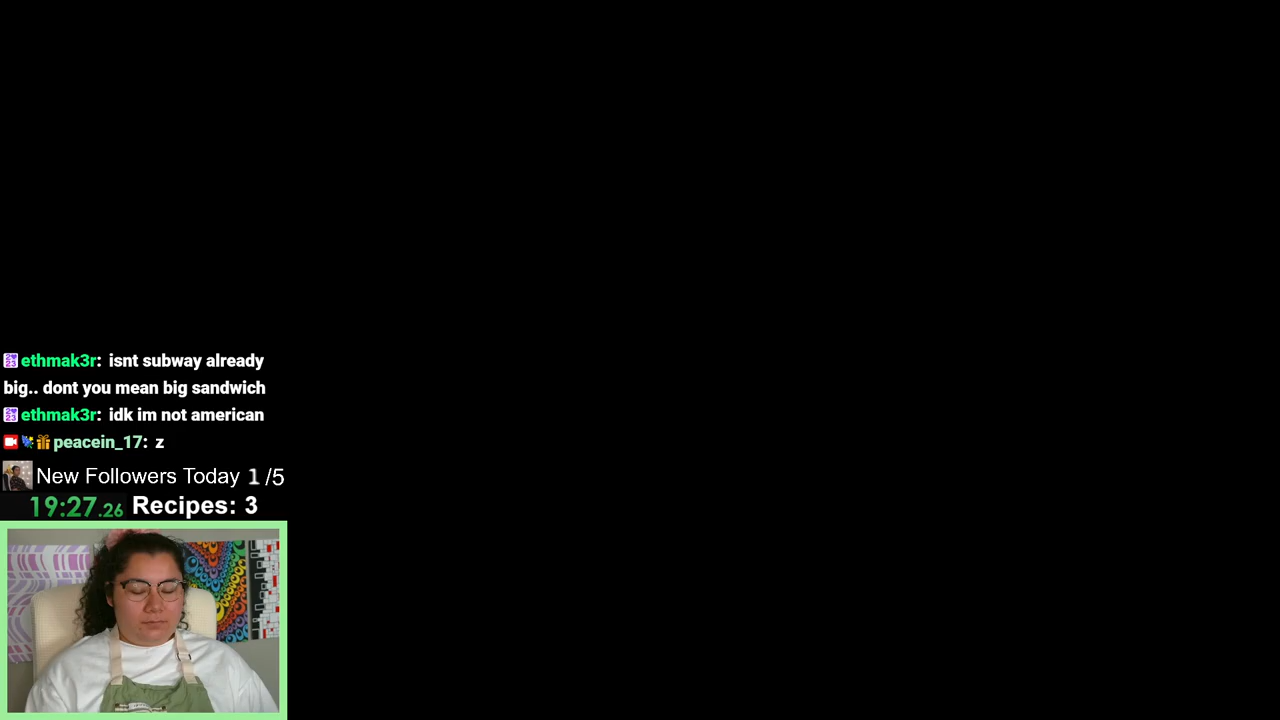 ethmak3r: isnt subway already
big.. dont you mean big sandwich
ethmak3r: idk im not american
peacein_17: z
New Followers Today 1 /5
19:27.26 Recipes: 3